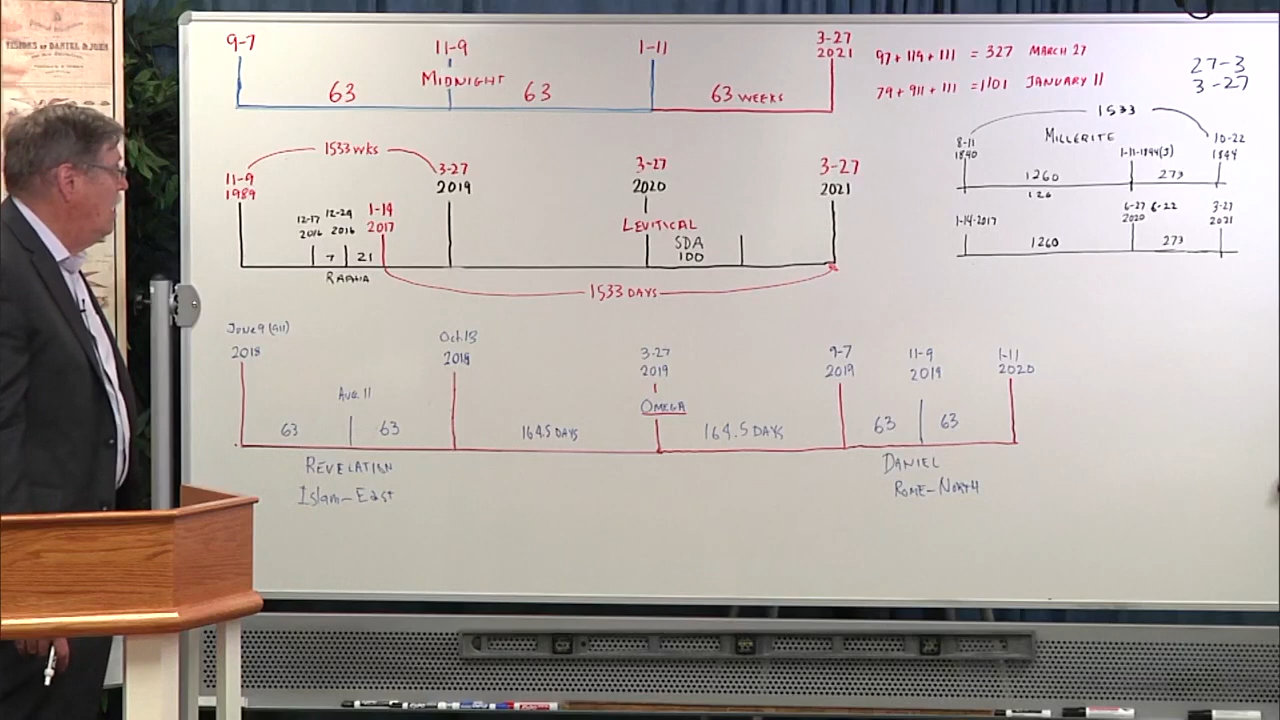 VISIONS OF DANIEL & JOHN
9-7
11-9
1-11
3-27
2021
MIDNIGHT
63
63
63 WEEKS
97+119+111 = 327 MARCH 27
79+911+111 =1101 JANUARY 11
27-3
3-27
1533
MILLERITE
8-11
1840
1-11-1844(5)
10-22
1844
1260
273
126
1-14-2017
6-27
2020
6-22
3-27
2021
1260
273
1533 WKS
11-9
1989
3-27
2019
3-27
2020
3-27
2021
12-17
2016
12-24
2016
1-14
2017
LEVITICAL
SDA
100
7
21
RAPHIA
1533 DAYS
June 9 (911)
2018
Oct.13
2018
3-27
2019
9-7
2019
11-9
2019
1-11
2020
Aug. 11
OMEGA
63
63
164.5 DAYS
164.5 DAYS
63
63
REVELATION
Islam-East
DANIEL
ROME-NORTH